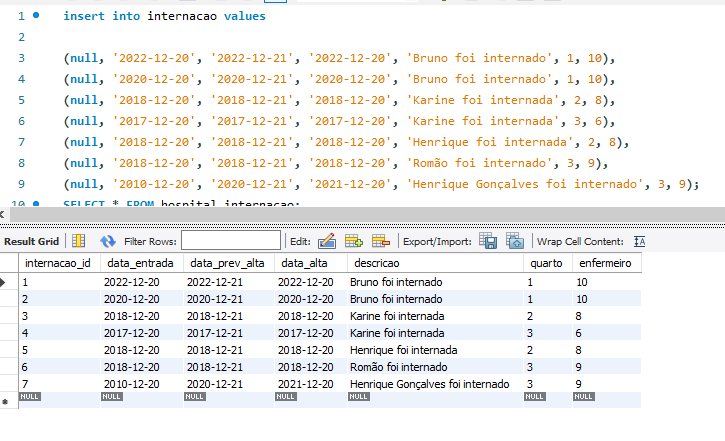 1 insert into internacao values
2
3 (null, '2022-12-20', '2022-12-21', '2022-12-20', 'Bruno foi internado', 1, 10),
4 (null, '2020-12-20', '2020-12-21', '2020-12-20', 'Bruno foi internado', 1, 10),
5 (null, '2018-12-20', '2018-12-21', '2018-12-20', 'Karine foi internada', 2, 8),
6 (null, '2017-12-20', '2017-12-21', '2017-12-20', 'Karine foi internado', 3, 6),
7 (null, '2018-12-20', '2018-12-21', '2018-12-20', 'Henrique foi internada', 2, 8),
8 (null, '2018-12-20', '2018-12-21', '2018-12-20', 'Romão foi internado', 3, 9),
9 (null, '2010-12-20', '2020-12-21', '2021-12-20', 'Henrique Gonçalves foi internado', 3, 9);
10 SELECT * FROM hospital.internacao;
Result Grid Filter Rows: Edit: Export/Import: Wrap Cell Content:
internacao_id data_entrada data_prev_alta data_alta descricao quarto enfermeiro
1 2022-12-20 2022-12-21 2022-12-20 Bruno foi internado 1 10
2 2020-12-20 2020-12-21 2020-12-20 Bruno foi internado 1 10
3 2018-12-20 2018-12-21 2018-12-20 Karine foi internada 2 8
4 2017-12-20 2017-12-21 2017-12-20 Karine foi internado 3 6
5 2018-12-20 2018-12-21 2018-12-20 Henrique foi internada 2 8
6 2018-12-20 2018-12-21 2018-12-20 Romão foi internado 3 9
7 2010-12-20 2020-12-21 2021-12-20 Henrique Gonçalves foi internado 3 9
NULL NULL NULL NULL NULL NULL NULL